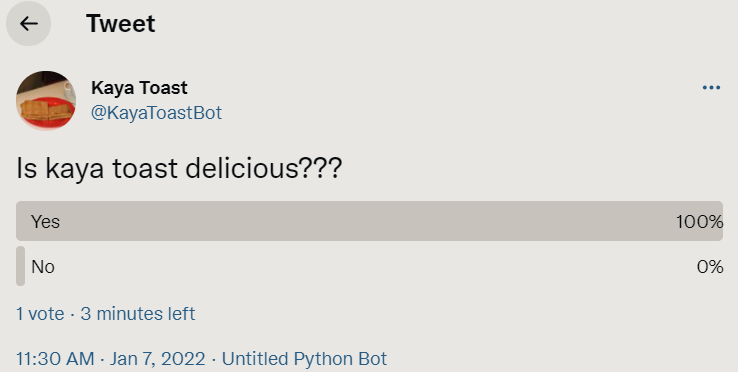 Tweet
Kaya Toast
@KayaToastBot
Is kaya toast delicious???
Yes 100%
No 0%
1 vote · 3 minutes left
11:30 AM · Jan 7, 2022 · Untitled Python Bot